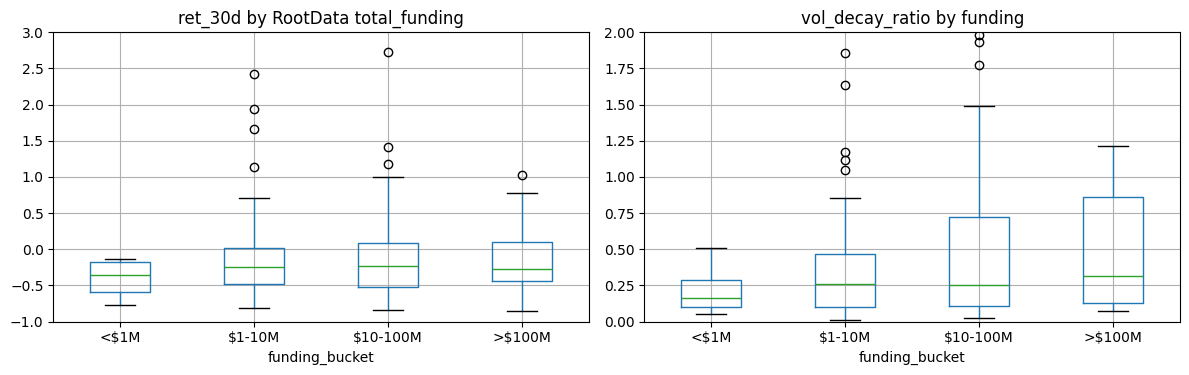 ret_30d by RootData total_funding
3.0
2.5
2.0
1.5
1.0
0.5
0.0
−0.5
−1.0
<$1M
$1-10M
$10-100M
>$100M
funding_bucket
vol_decay_ratio by funding
2.00
1.75
1.50
1.25
1.00
0.75
0.50
0.25
0.00
<$1M
$1-10M
$10-100M
>$100M
funding_bucket